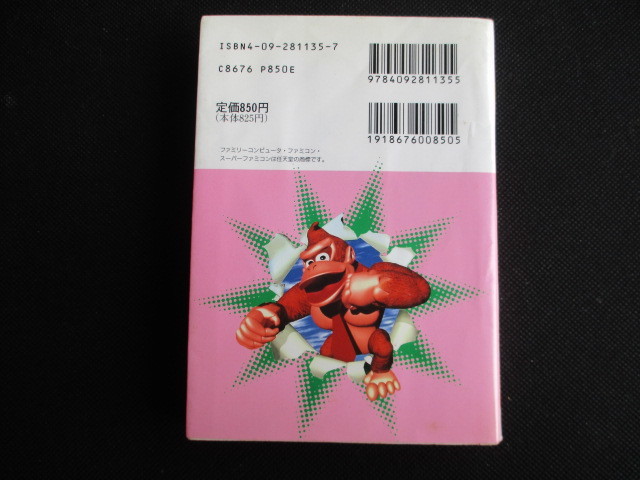 ISBN4-09-281135-7
C8676 P850E
9784092811355
定価850円
(本体825円)
1918676008505
ファミリーコンピュータ・ファミコン・
スーパーファミコンは任天堂の商標です。